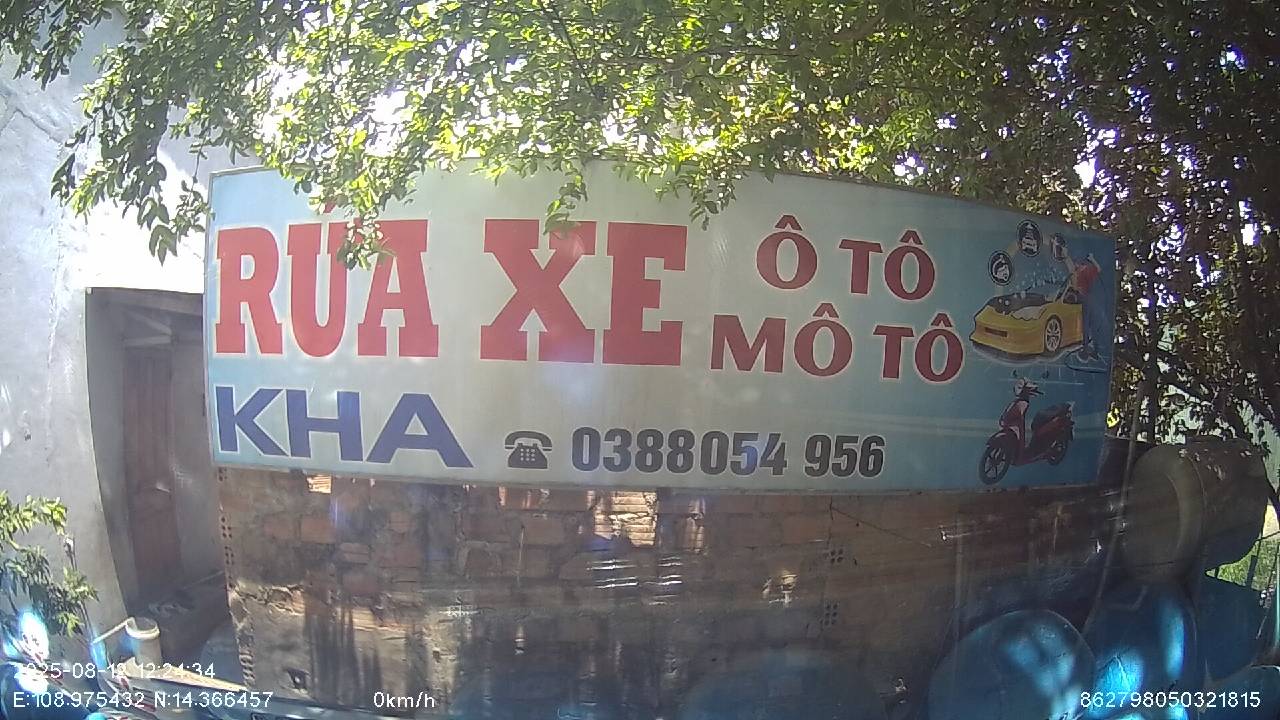 RỬA XE
Ô TÔ
MÔ TÔ
KHA
0388054 956
2025-08-12 12:24:34
E:108.975432 N:14.366457
0km/h
862798050321815